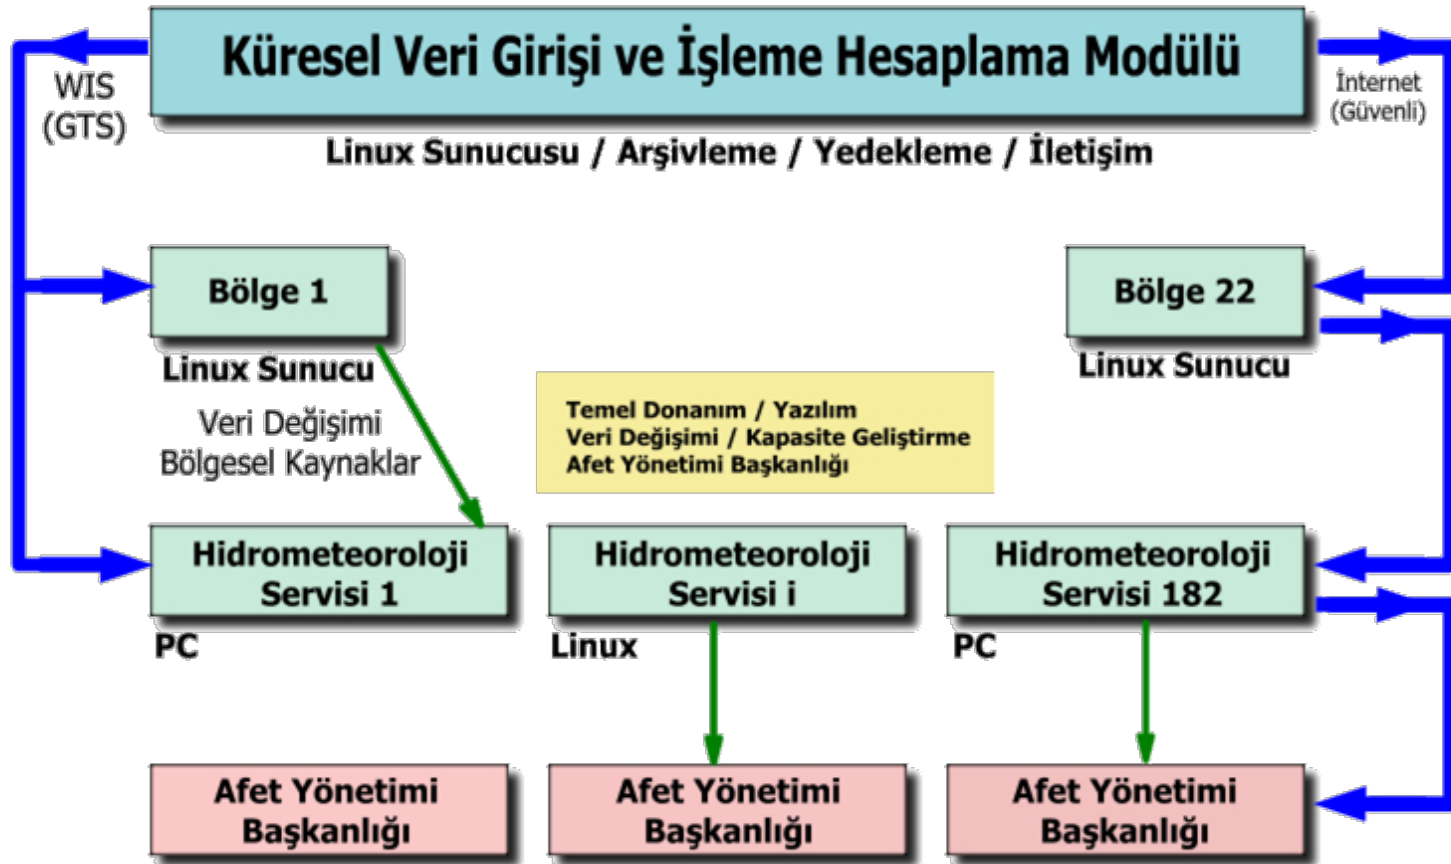 Küresel Veri Girişi ve İşleme Hesaplama Modülü
WIS
(GTS)
İnternet
(Güvenli)
Linux Sunucusu / Arşivleme / Yedekleme / İletişim
Bölge 1
Bölge 22
Linux Sunucu
Linux Sunucu
Veri Değişimi
Bölgesel Kaynaklar
Temel Donanım / Yazılım
Veri Değişimi / Kapasite Geliştirme
Afet Yönetimi Başkanlığı
Hidrometeoroloji
Servisi 1
Hidrometeoroloji
Servisi i
Hidrometeoroloji
Servisi 182
PC
Linux
PC
Afet Yönetimi
Başkanlığı
Afet Yönetimi
Başkanlığı
Afet Yönetimi
Başkanlığı